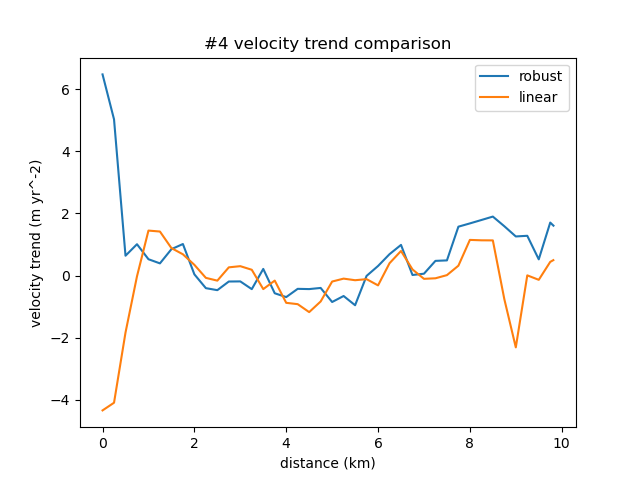 #4 velocity trend comparison
robust
linear
velocity trend (m yr^-2)
6
4
2
0
−2
−4
0
2
4
6
8
10
distance (km)